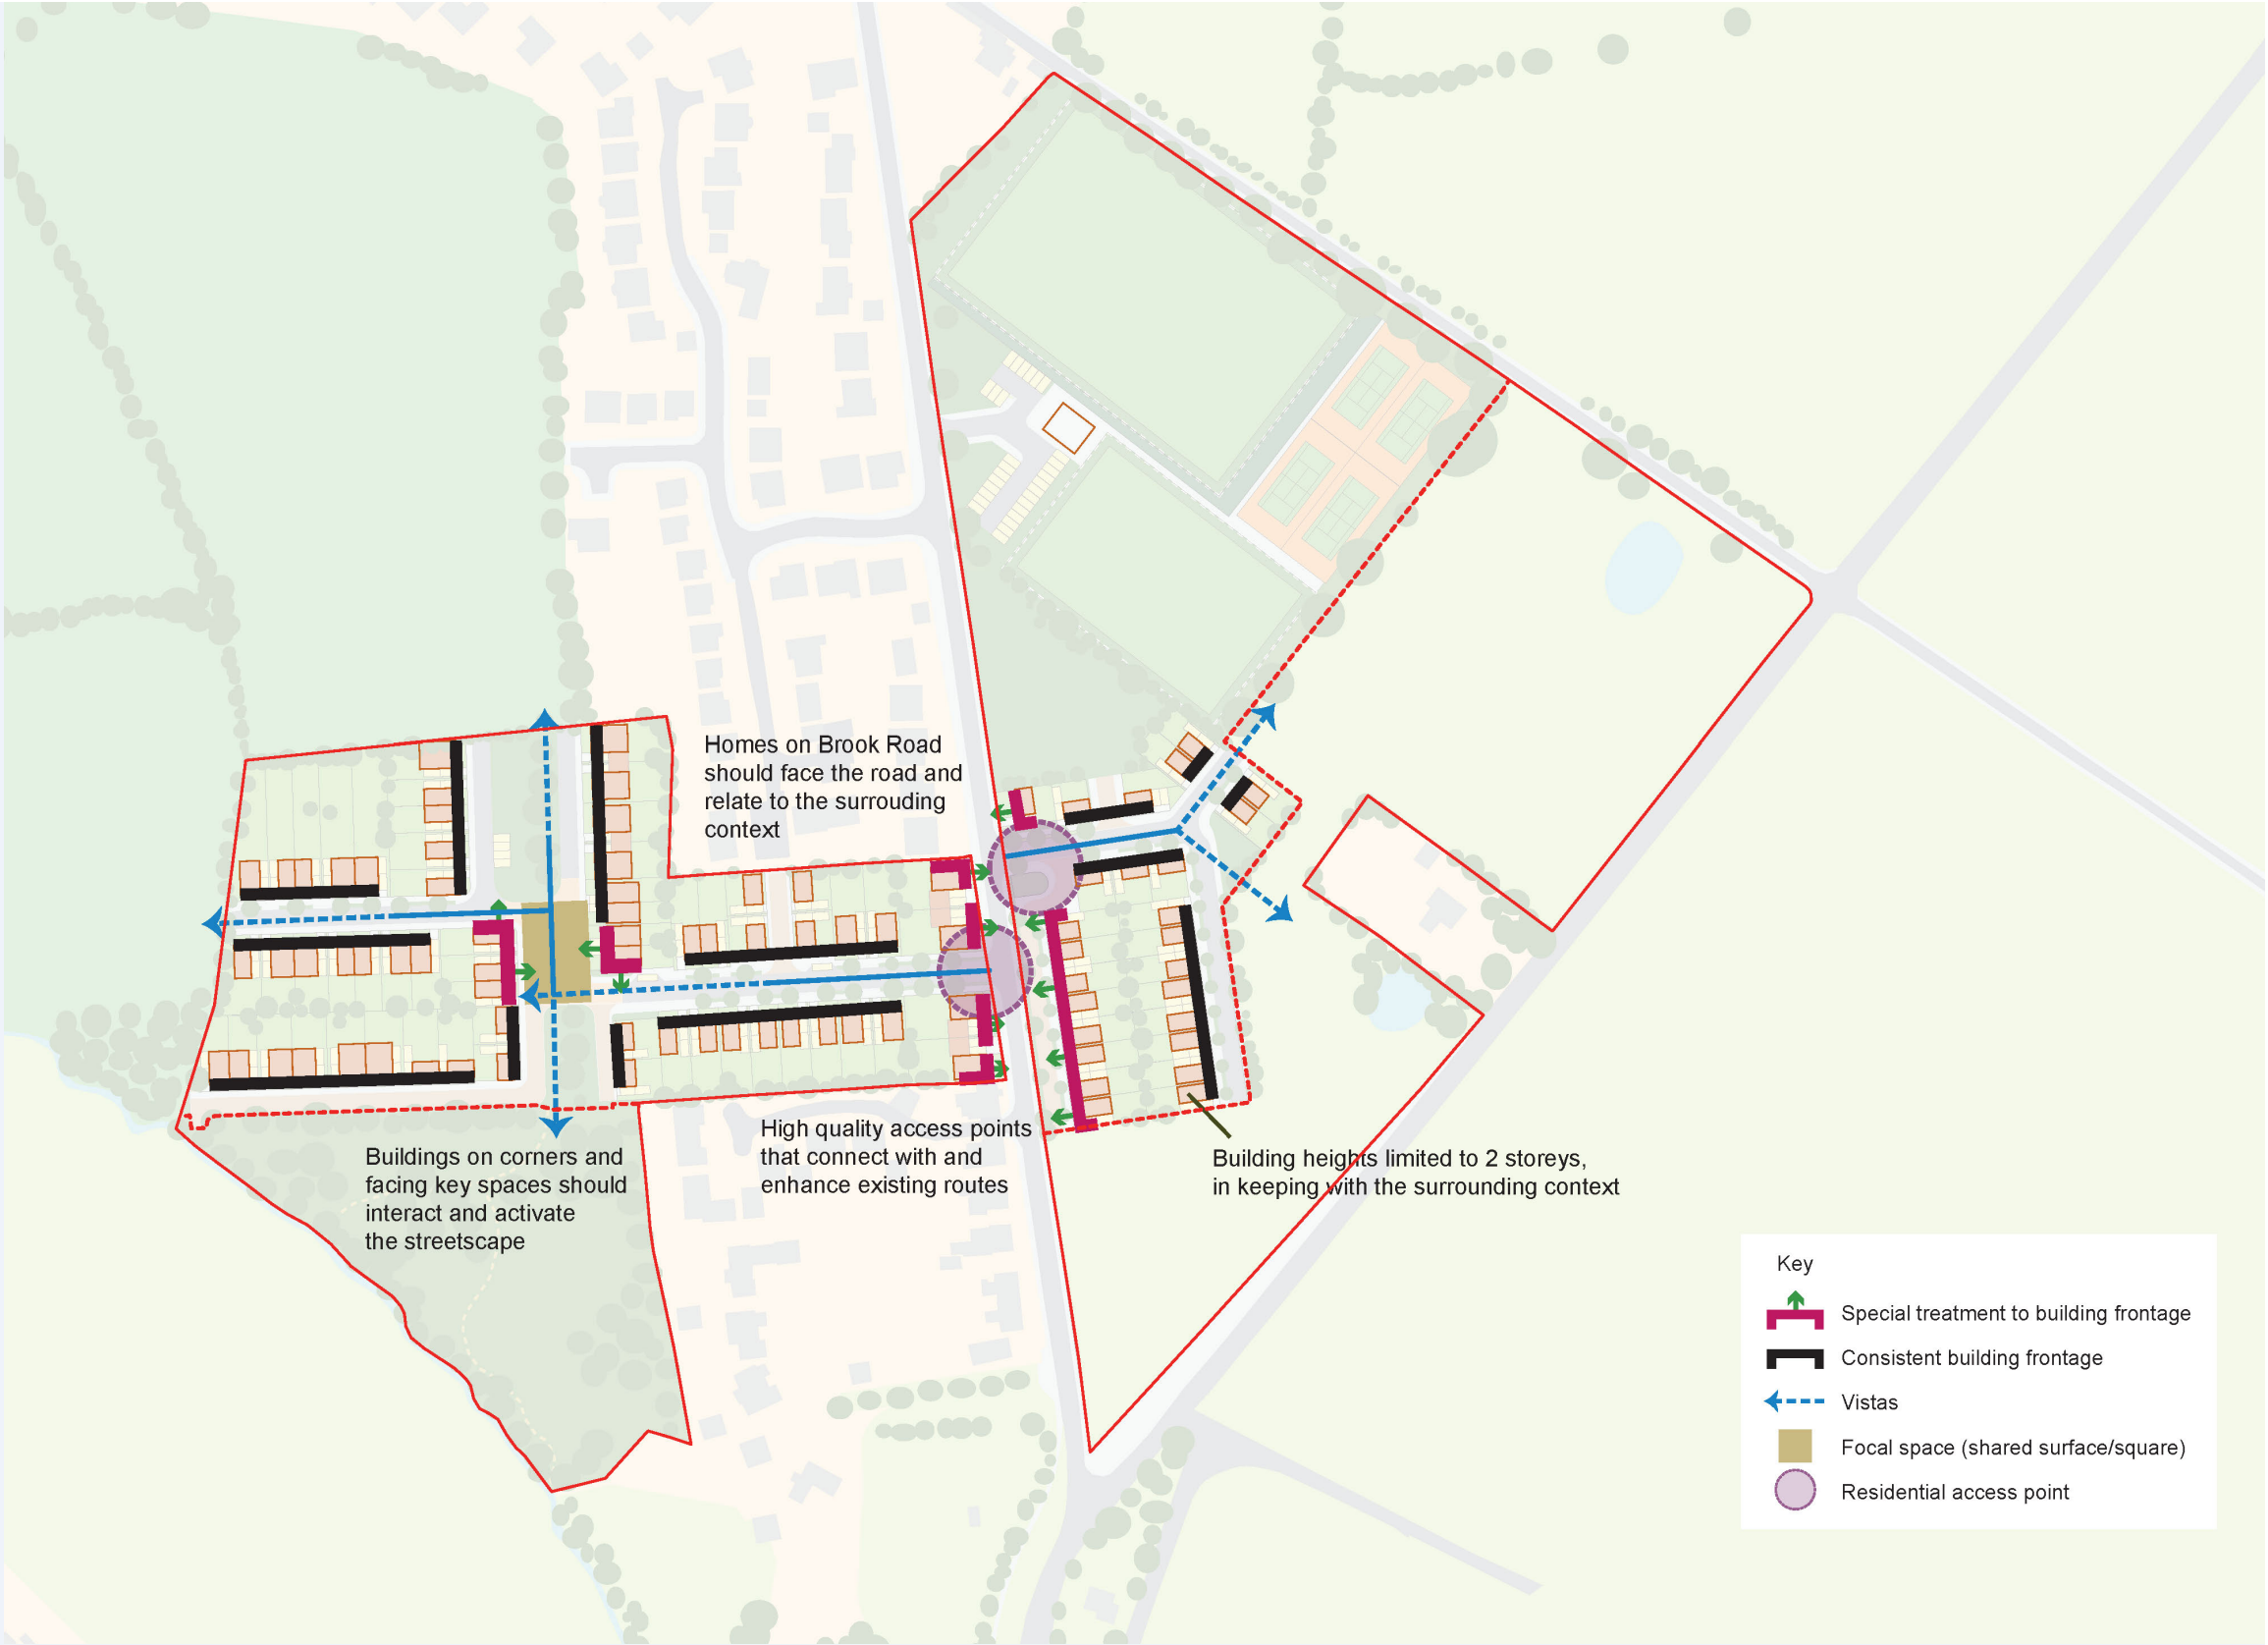 Homes on Brook Road
should face the road and
relate to the surrouding
context
High quality access points
that connect with and
enhance existing routes
Buildings on corners and
facing key spaces should
interact and activate
the streetscape
Building heights limited to 2 storeys,
in keeping with the surrounding context
Key
Special treatment to building frontage
Consistent building frontage
Vistas
Focal space (shared surface/square)
Residential access point